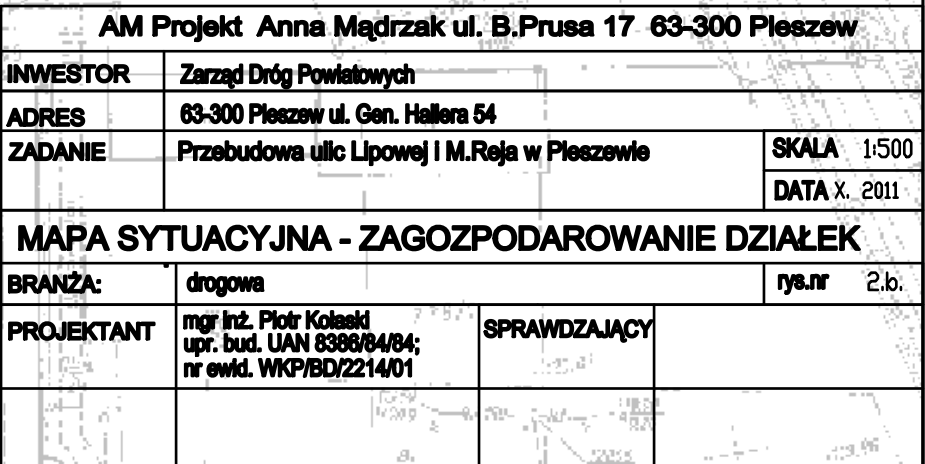 AM Projekt Anna Mądrzak ul. B.Prusa 17 63-300 Pleszew
INWESTOR Zarząd Dróg Powiatowych
ADRES 63-300 Pleszew ul. Gen. Hallera 54
ZADANIE Przebudowa ulic Lipowej i M.Reja w Pleszewie SKALA 1:500
DATA X. 2011
MAPA SYTUACYJNA - ZAGOZPODAROWANIE DZIAŁEK
BRANŻA: drogowa rys.nr 2.b.
PROJEKTANT mgr inż. Piotr Kołaski SPRAWDZAJĄCY
upr. bud. UAN 8386/84/84;
nr ewid. WKP/BD/2214/01